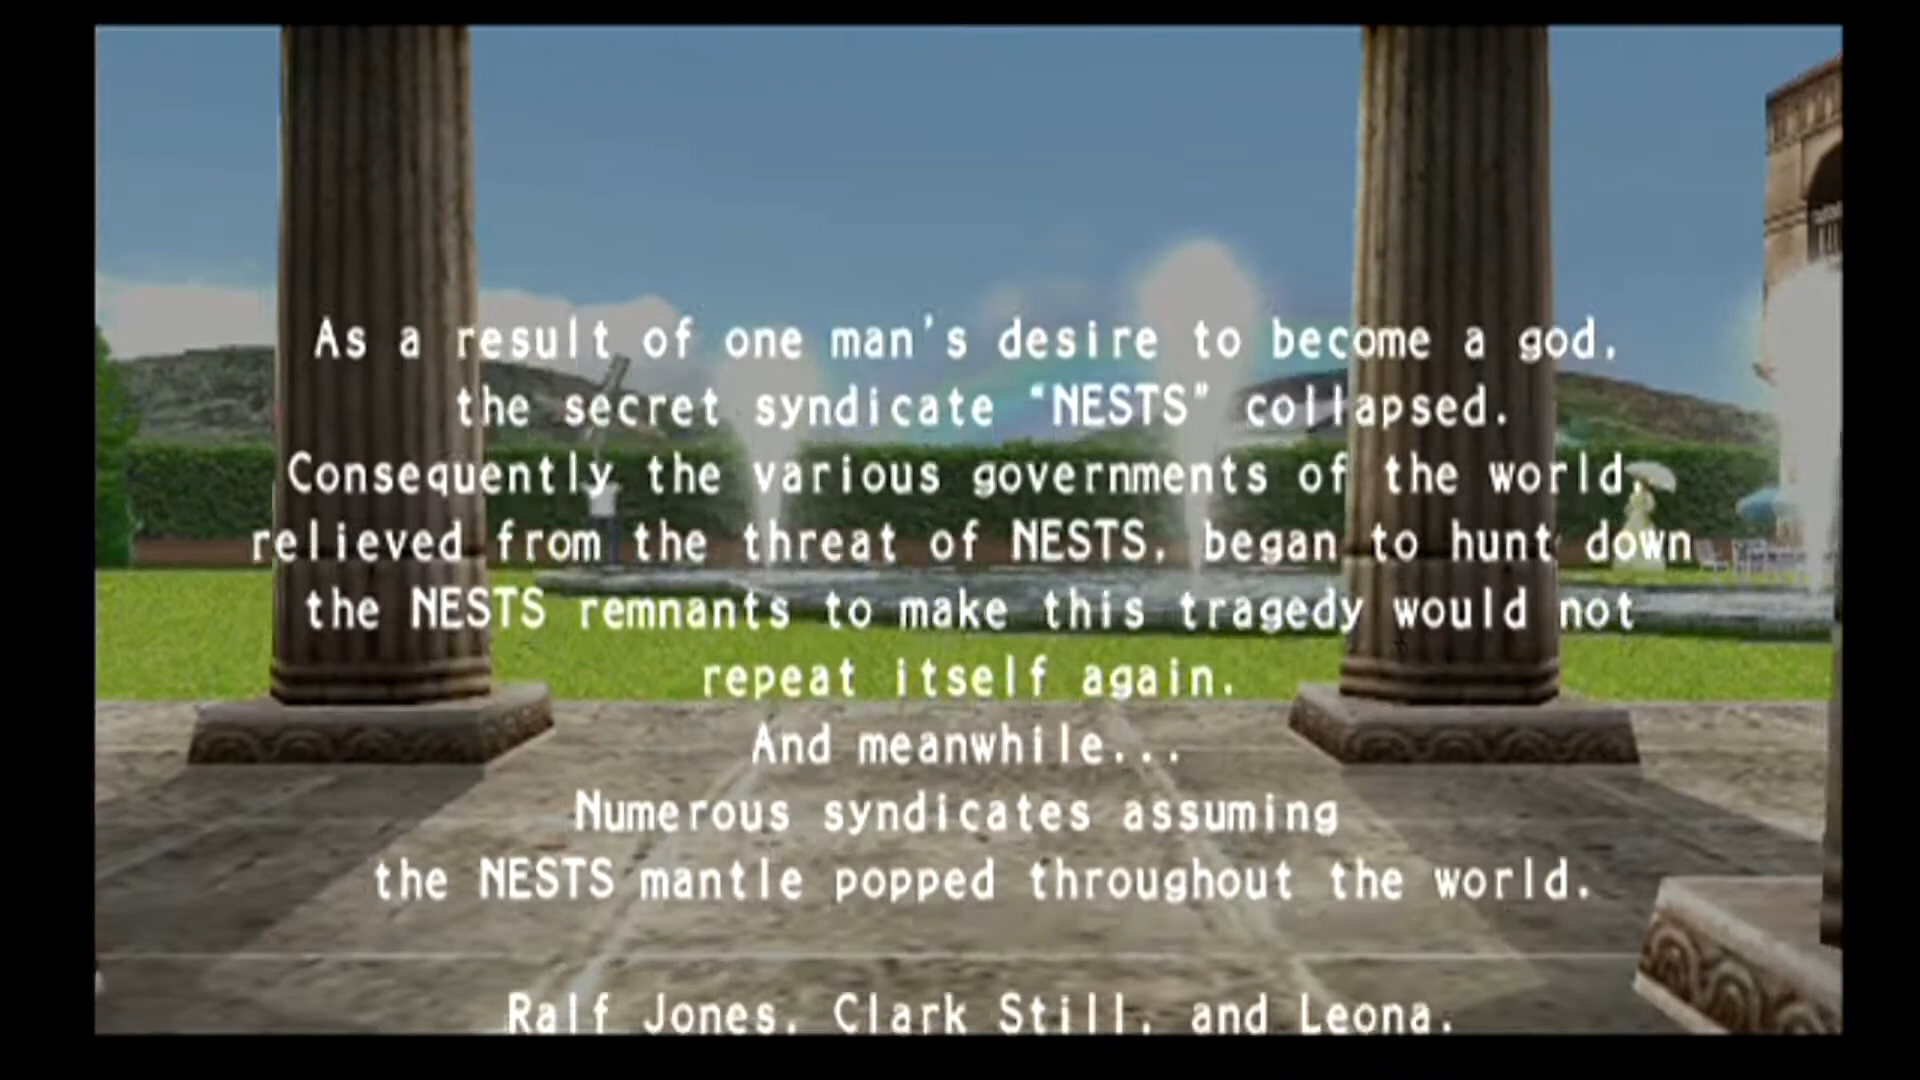 As a result of one man's desire to become a god,
the secret syndicate "NESTS" collapsed.
Consequently the various governments of the world,
relieved from the threat of NESTS, began to hunt down
the NESTS remnants to make this tragedy would not
repeat itself again.
And meanwhile...
Numerous syndicates assuming
the NESTS mantle popped throughout the world.
Ralf Jones, Clark Still, and Leona.